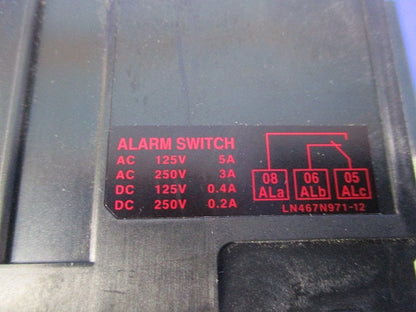 ALARM SWITCH
AC 125V 5A
AC 250V 3A
DC 125V 0.4A
DC 250V 0.2A
08 06 05
ALa ALb ALc
LN467N971-12